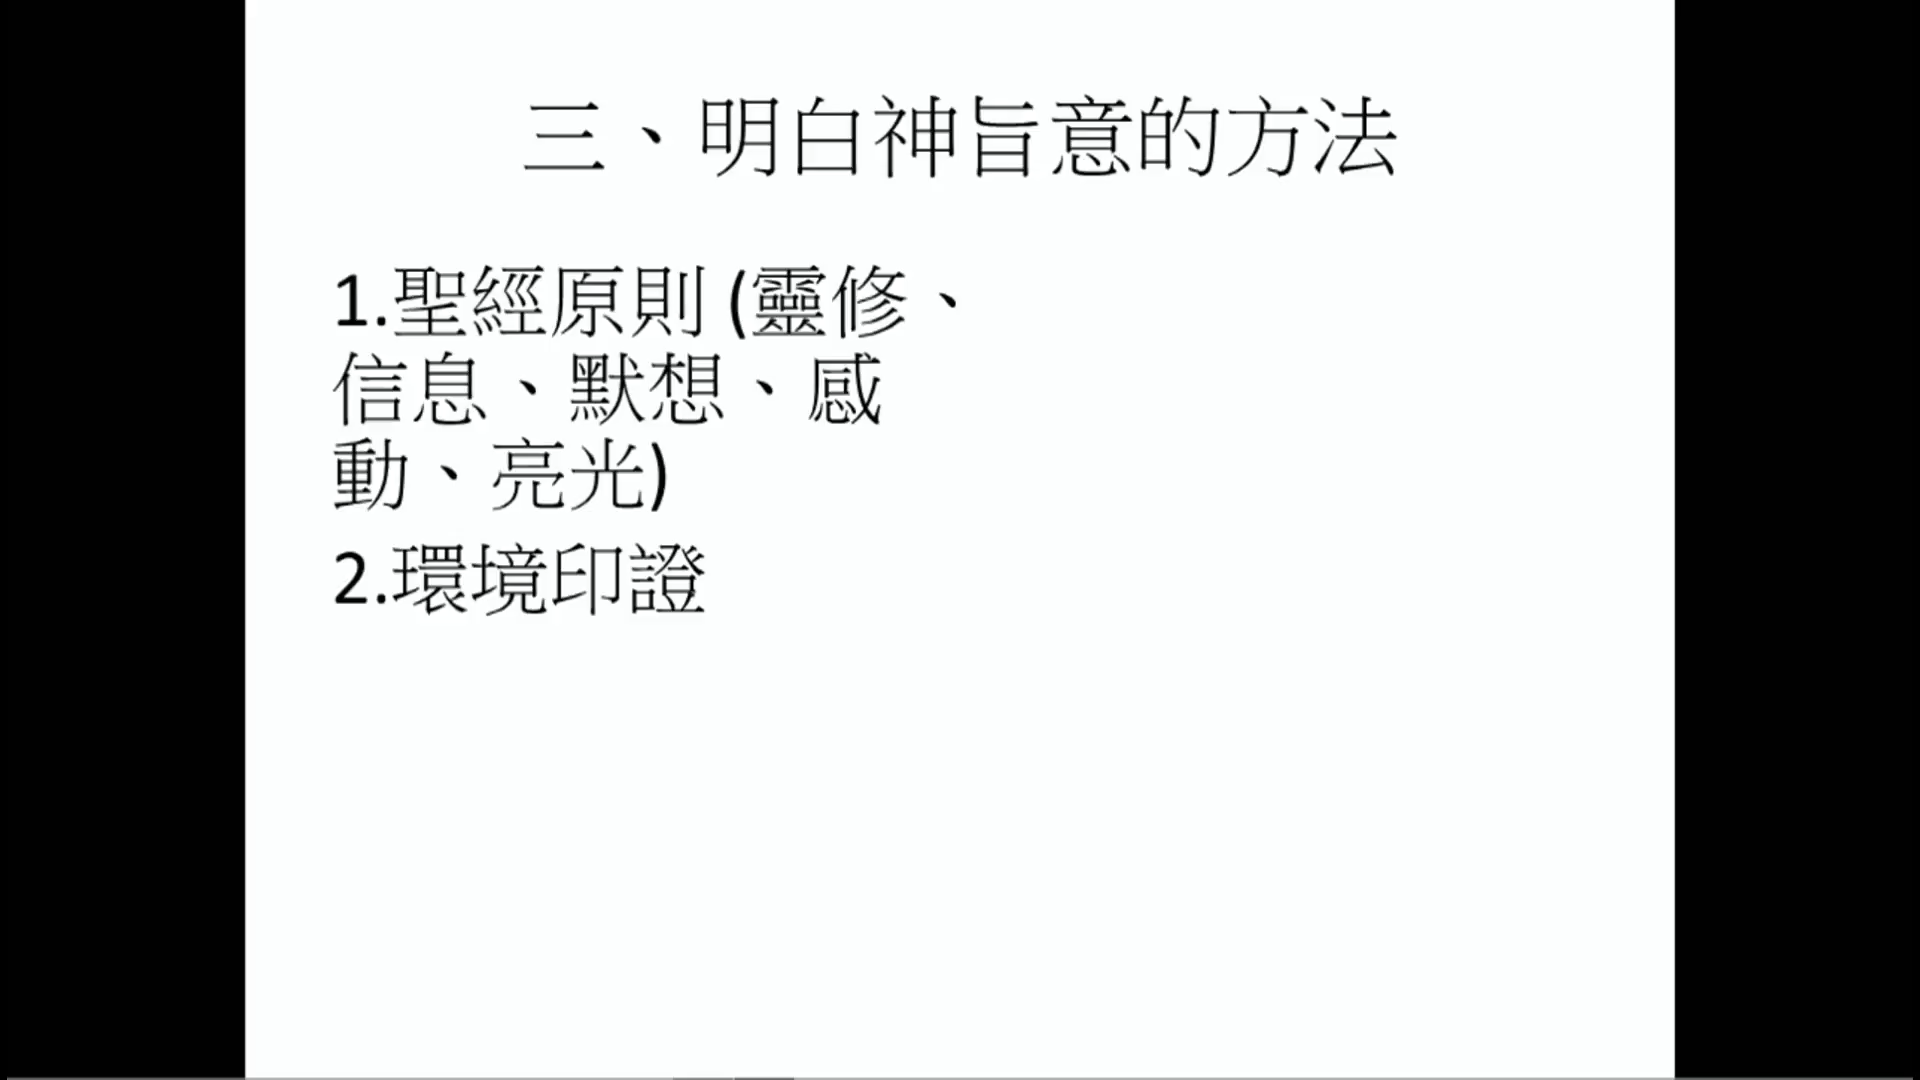 三、明白神旨意的方法
1.聖經原則 (靈修、
信息、默想、感
動、亮光)
2.環境印證